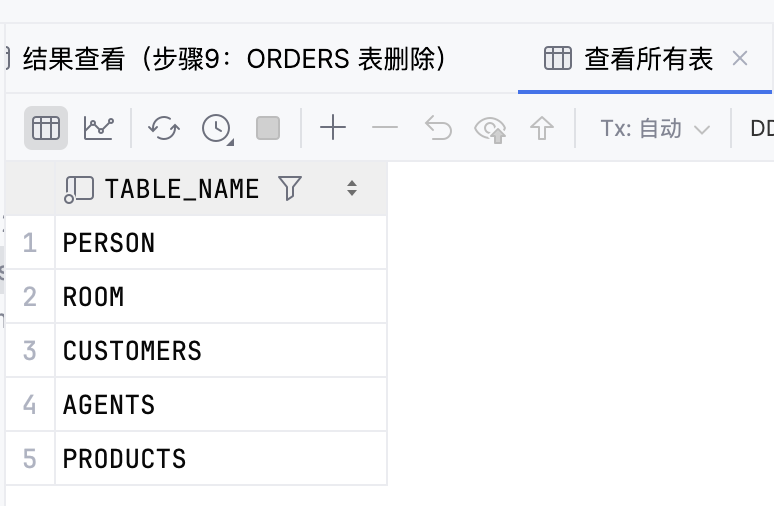 结果查看（步骤9：ORDERS 表删除）
查看所有表
Tx: 自动
TABLE_NAME
1 PERSON
2 ROOM
3 CUSTOMERS
4 AGENTS
5 PRODUCTS